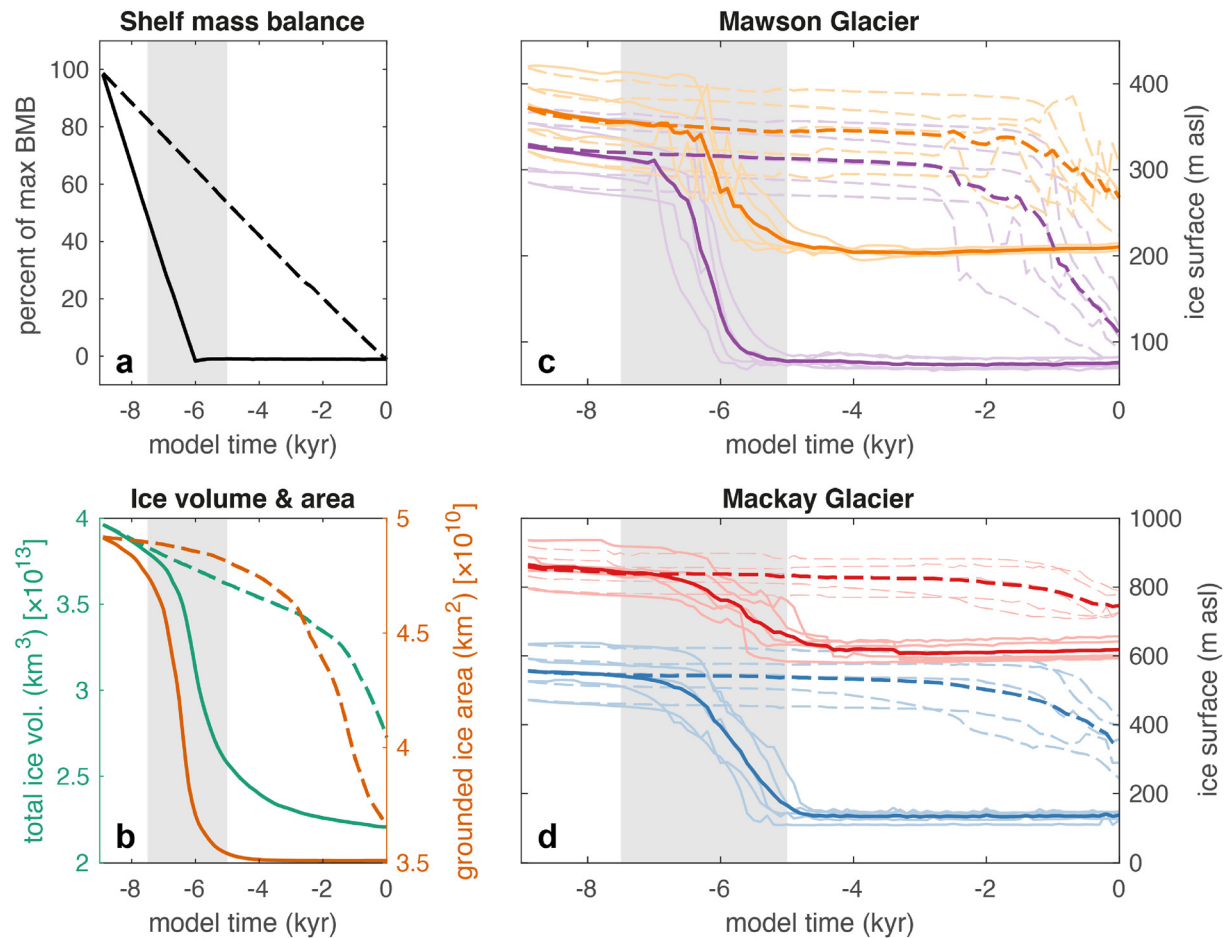 Shelf mass balance
percent of max BMB
100
80
60
40
20
0
a
-8
-6
-4
-2
0
model time (kyr)
Mawson Glacier
400
300
200
100
ice surface (m asl)
c
-8
-6
-4
-2
0
model time (kyr)
Ice volume & area
total ice vol. (km³) [×10¹³]
4
3.5
3
2.5
2
5
4.5
4
3.5
grounded ice area (km²) [×10¹⁰]
b
-8
-6
-4
-2
0
model time (kyr)
Mackay Glacier
1000
800
600
400
200
0
ice surface (m asl)
d
-8
-6
-4
-2
0
model time (kyr)